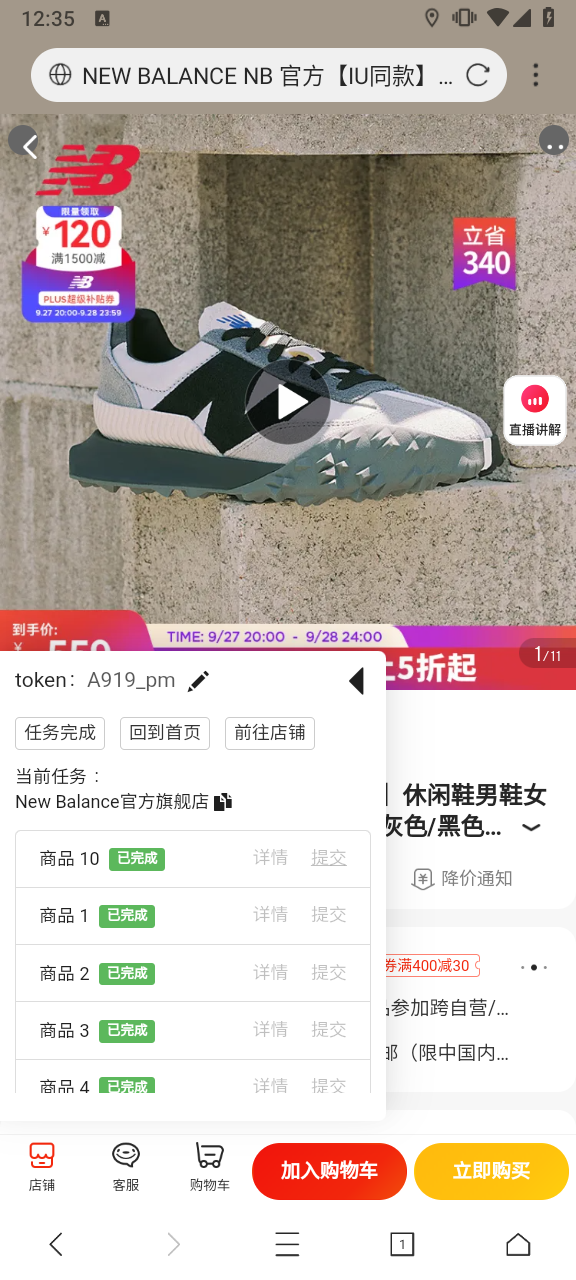 12:35
A
NEW BALANCE NB 官方【IU同款】...
NB
限量领取
¥120
满1500减
NB
PLUS超级补贴券
9.27 20:00-9.28 23:59
立省
340
直播讲解
到手价:
TIME: 9/27 20:00 - 9/28 24:00
1/11
上5折起
token: A919_pm
任务完成 回到首页 前往店铺
当前任务：
New Balance官方旗舰店
商品 10 已完成 详情 提交
商品 1 已完成 详情 提交
商品 2 已完成 详情 提交
商品 3 已完成 详情 提交
商品 4 已完成 详情 提交
休闲鞋男鞋女
灰色/黑色...
降价通知
券满400减30
品参加跨自营/...
邮（限中国内...
店铺
客服
购物车
加入购物车
立即购买
1